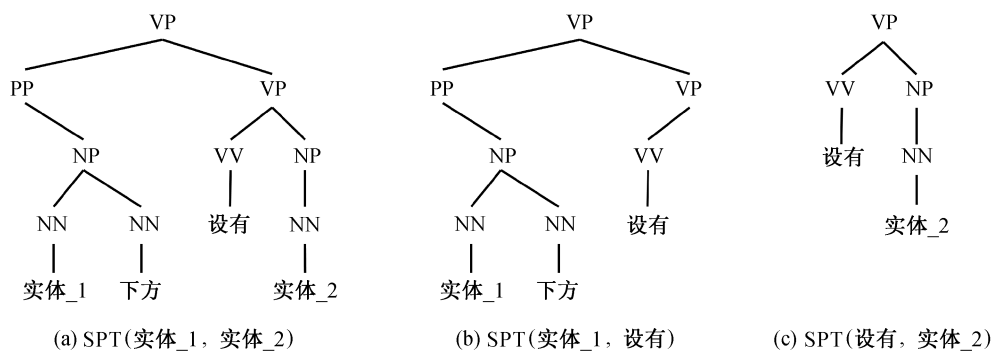 VP VP VP
PP VP PP VP VV NP
NP VV NP NP VV 设有 NN
NN NN 设有 NN NN NN 设有 实体_2
实体_1 下方 实体_2 实体_1 下方
(a) SPT(实体_1, 实体_2) (b) SPT(实体_1, 设有) (c) SPT(设有, 实体_2)